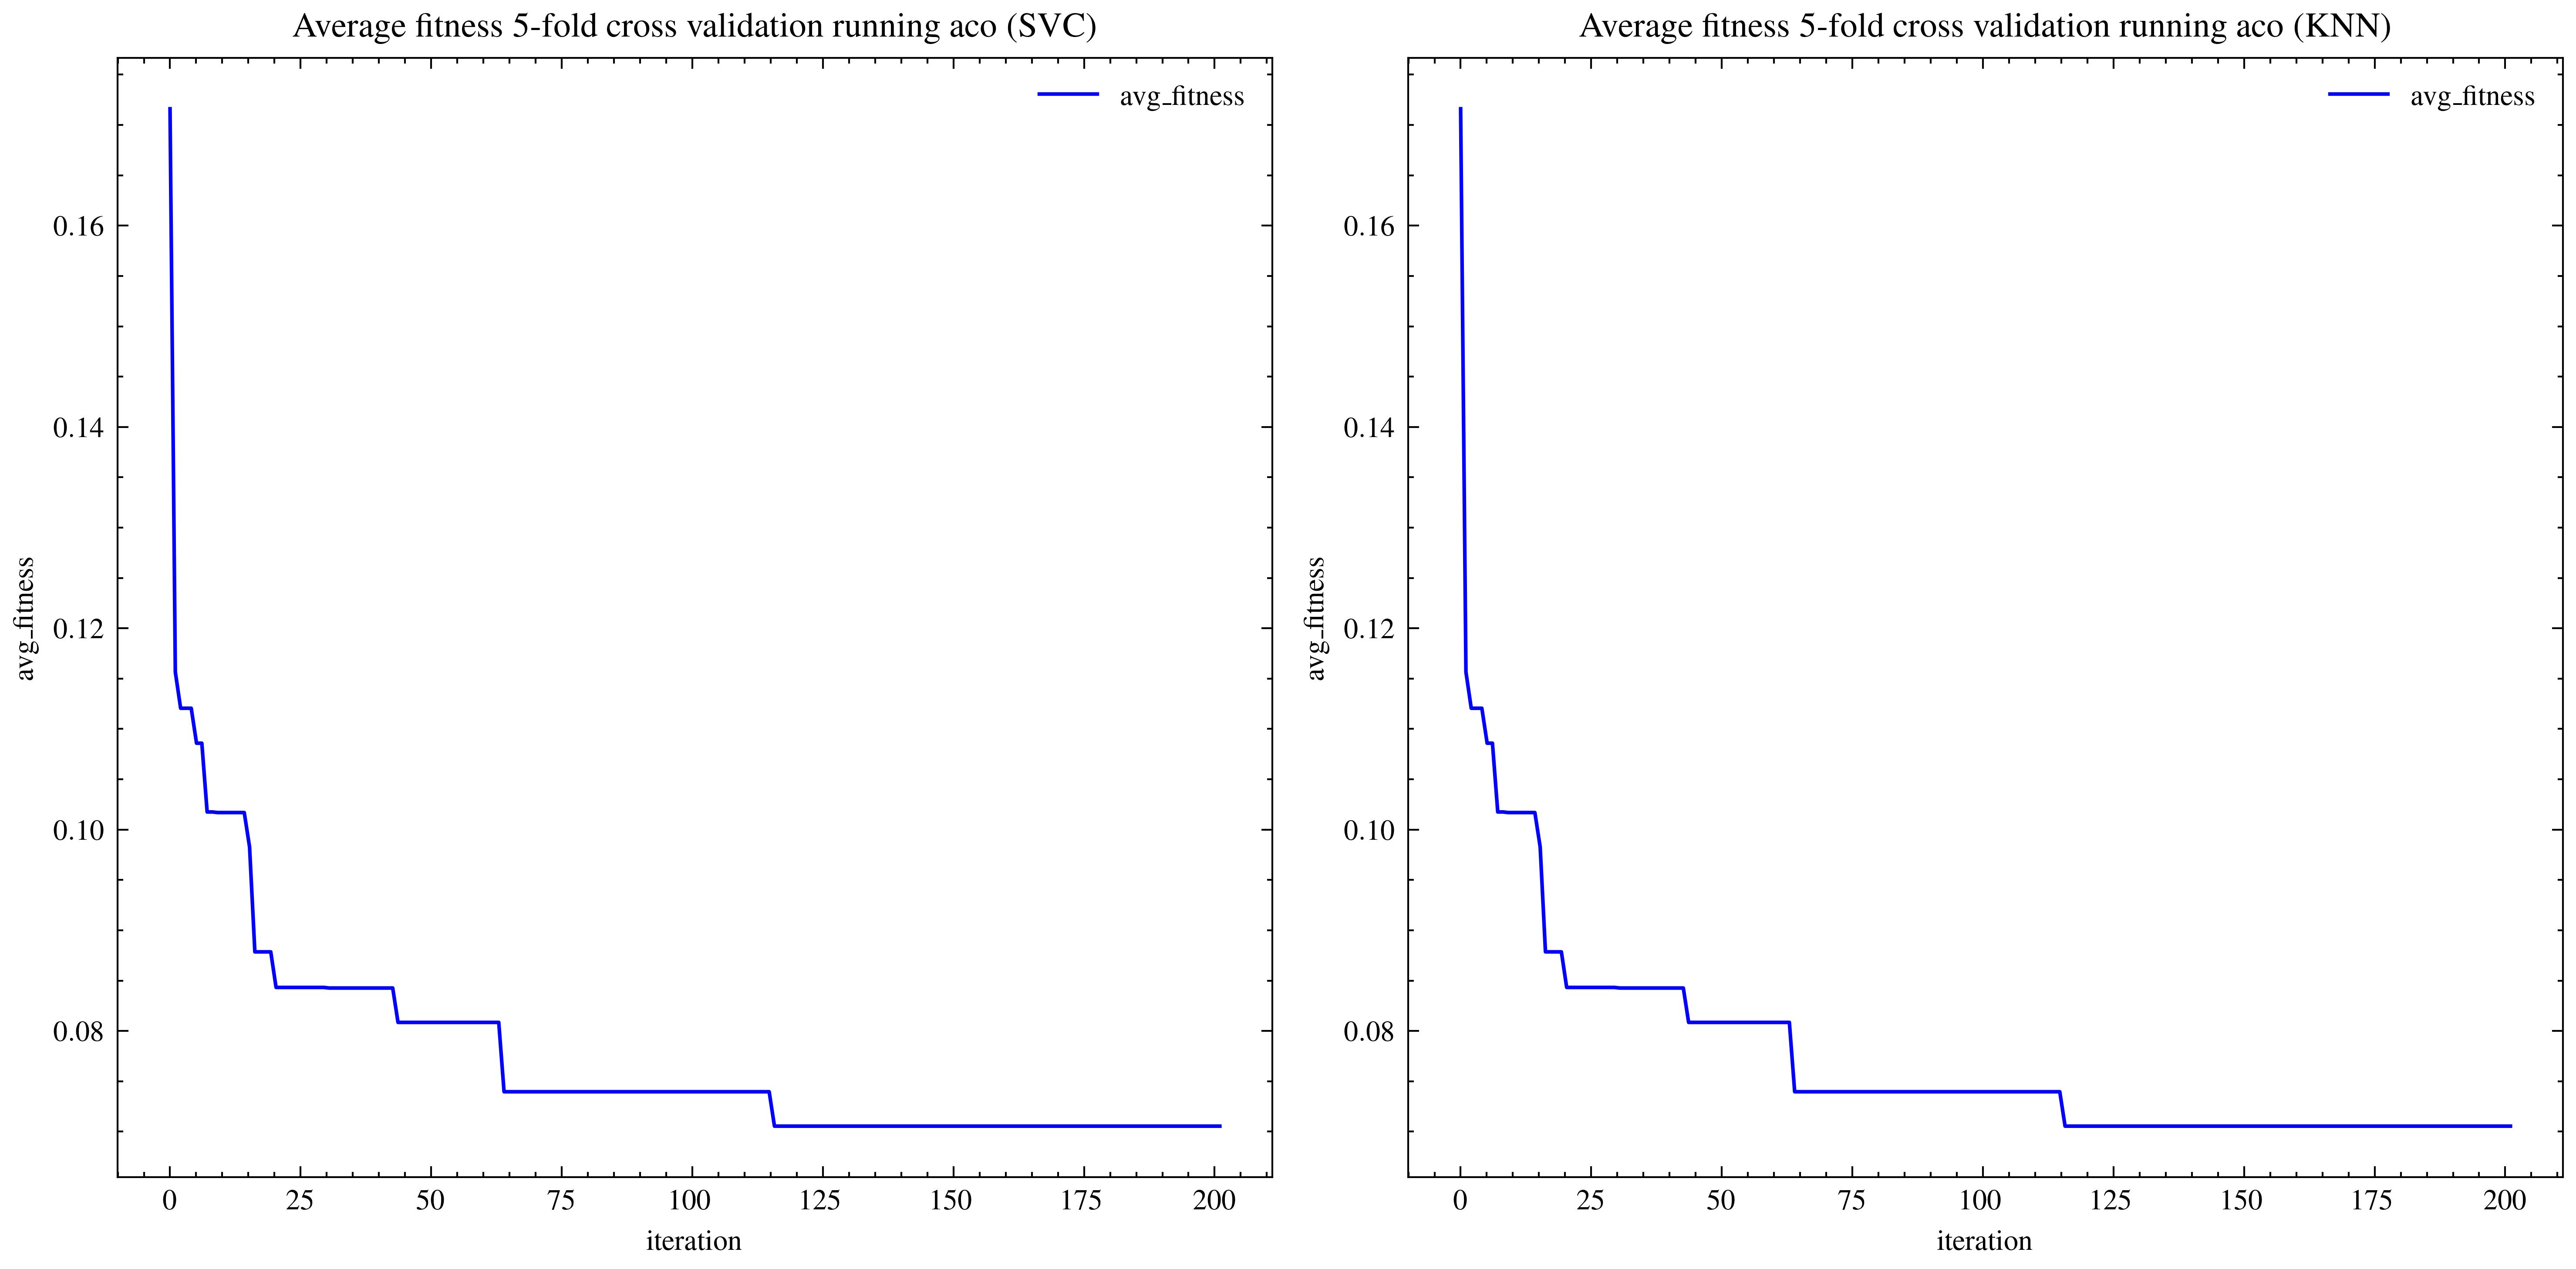 Average fitness 5-fold cross validation running aco (SVC)
avg_fitness
0.16
0.14
0.12
0.10
0.08
avg_fitness
0 25 50 75 100 125 150 175 200
iteration
Average fitness 5-fold cross validation running aco (KNN)
avg_fitness
0.16
0.14
0.12
0.10
0.08
avg_fitness
0 25 50 75 100 125 150 175 200
iteration